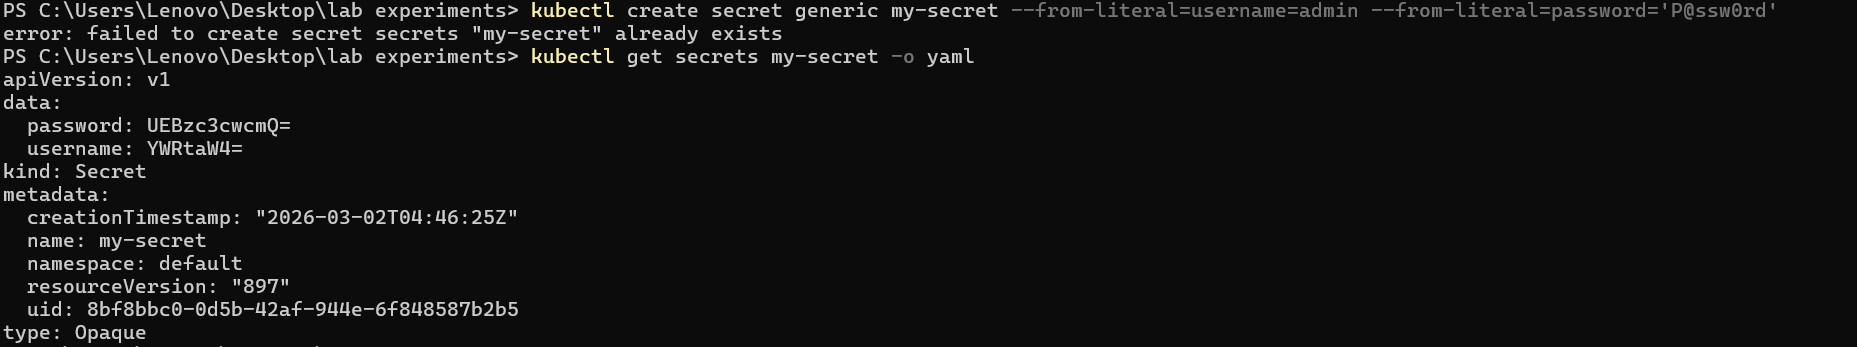 PS C:\Users\Lenovo\Desktop\lab experiments> kubectl create secret generic my-secret --from-literal=username=admin --from-literal=password='P@ssw0rd'
error: failed to create secret secrets "my-secret" already exists
PS C:\Users\Lenovo\Desktop\lab experiments> kubectl get secrets my-secret -o yaml
apiVersion: v1
data:
  password: UEBzc3cwcmQ=
  username: YWRtaW4=
kind: Secret
metadata:
  creationTimestamp: "2026-03-02T04:46:25Z"
  name: my-secret
  namespace: default
  resourceVersion: "897"
  uid: 8bf8bbc0-0d5b-42af-944e-6f848587b2b5
type: Opaque